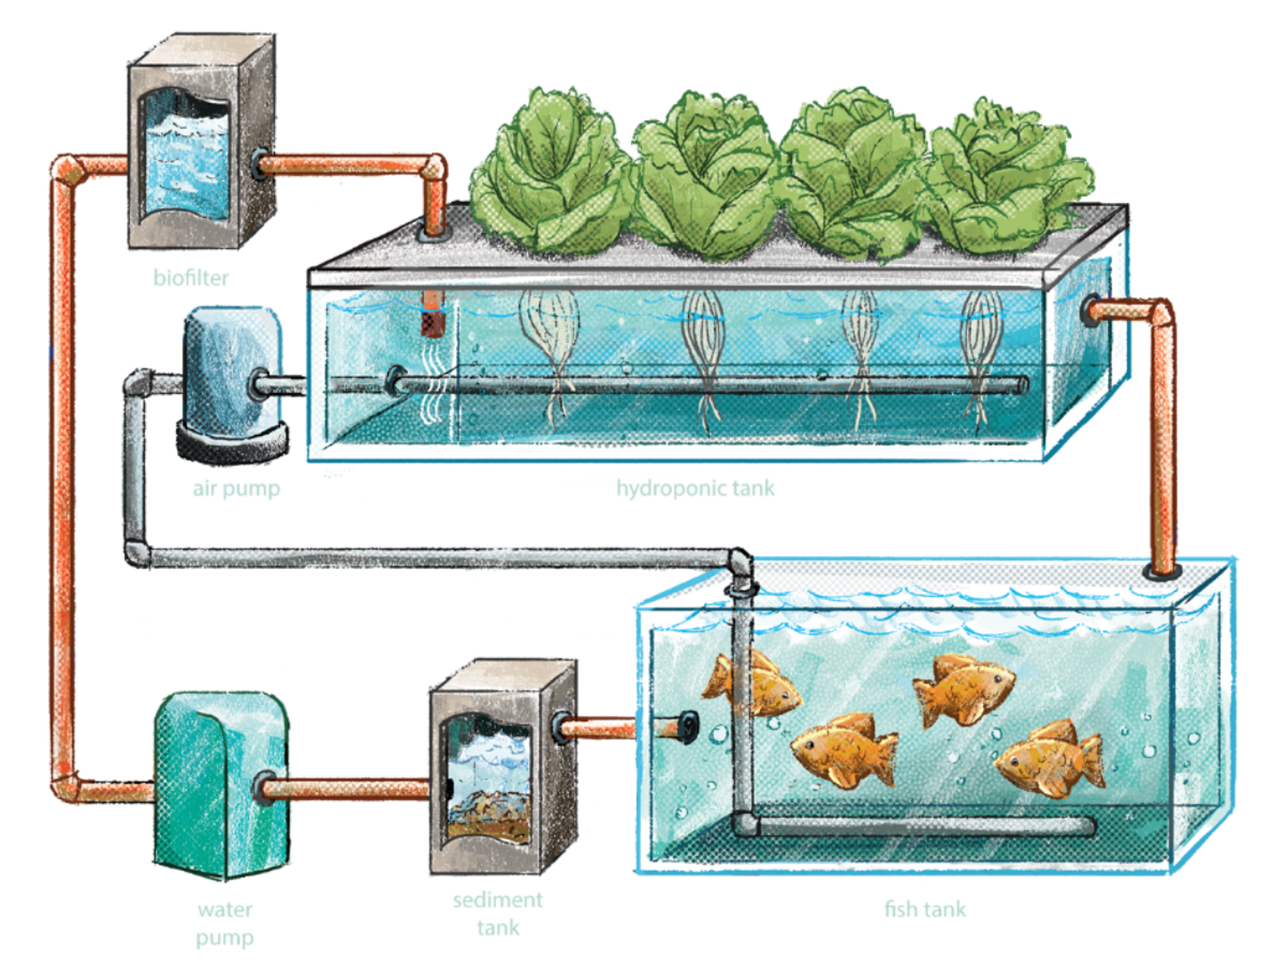 biofilter
air pump
hydroponic tank
water
pump
sediment
tank
fish tank